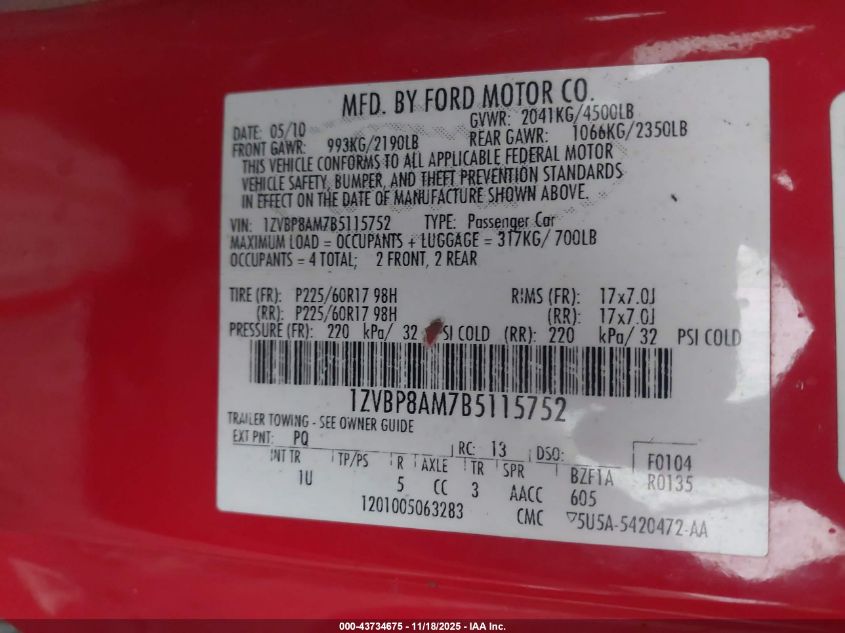 MFD. BY FORD MOTOR CO.
DATE: 05/10 GVWR: 2041KG/4500LB
FRONT GAWR: 993KG/2190LB REAR GAWR: 1066KG/2350LB
THIS VEHICLE CONFORMS TO ALL APPLICABLE FEDERAL MOTOR
VEHICLE SAFETY, BUMPER, AND THEFT PREVENTION STANDARDS
IN EFFECT ON THE DATE OF MANUFACTURE SHOWN ABOVE.
VIN: 1ZVBP8AM7B5115752 TYPE: Passenger Car
MAXIMUM LOAD = OCCUPANTS + LUGGAGE = 317KG/ 700LB
OCCUPANTS = 4 TOTAL; 2 FRONT, 2 REAR
TIRE (FR): P225/60R17 98H RIMS (FR): 17x7.0J
(RR): P225/60R17 98H (RR): 17x7.0J
PRESSURE (FR): 220 kPa/ 32 PSI COLD (RR): 220 kPa/ 32 PSI COLD
1ZVBP8AM7B5115752
TRAILER TOWING - SEE OWNER GUIDE
EXT PNT: PQ RC: 13 DSO: F0104
INT TR TP/PS R AXLE TR SPR BZF1A R0135
1U 5 CC 3 AACC 605
1201005063283 CMC 5U5A-5420472-AA
000-43734675 - 11/18/2025 - IAA Inc.